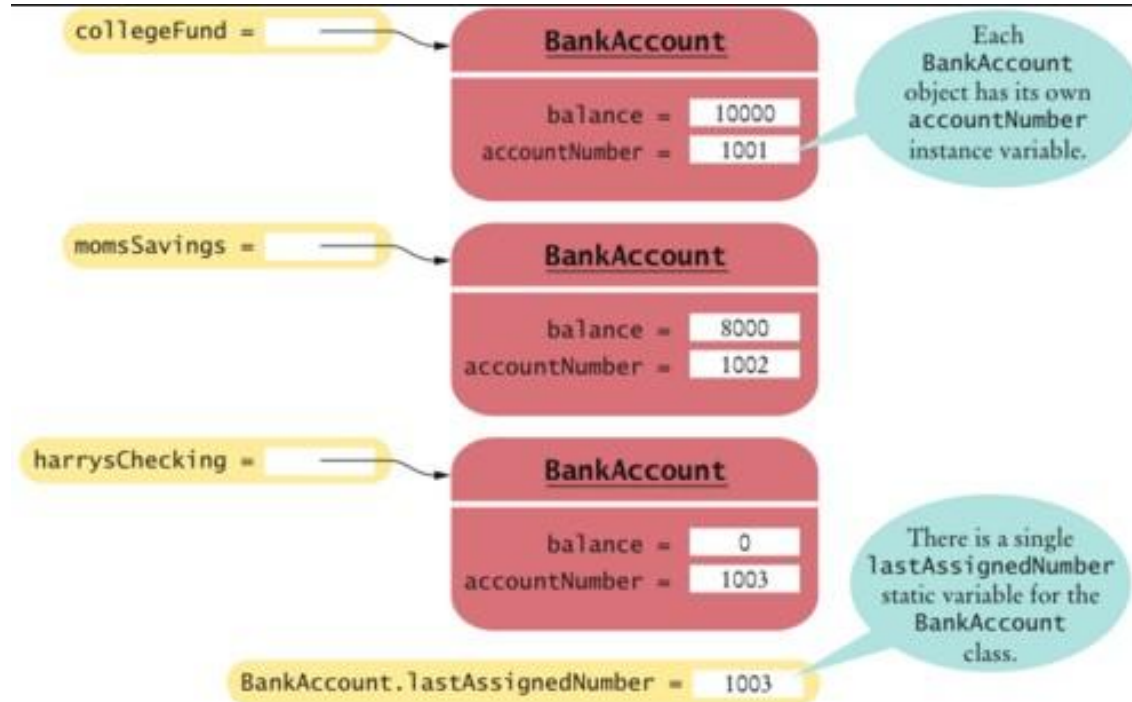 collegeFund =
BankAccount
balance = 10000
accountNumber = 1001
Each
BankAccount
object has its own
accountNumber
instance variable.
momsSavings =
BankAccount
balance = 8000
accountNumber = 1002
harrysChecking =
BankAccount
balance = 0
accountNumber = 1003
There is a single
lastAssignedNumber
static variable for the
BankAccount
class.
BankAccount.lastAssignedNumber = 1003